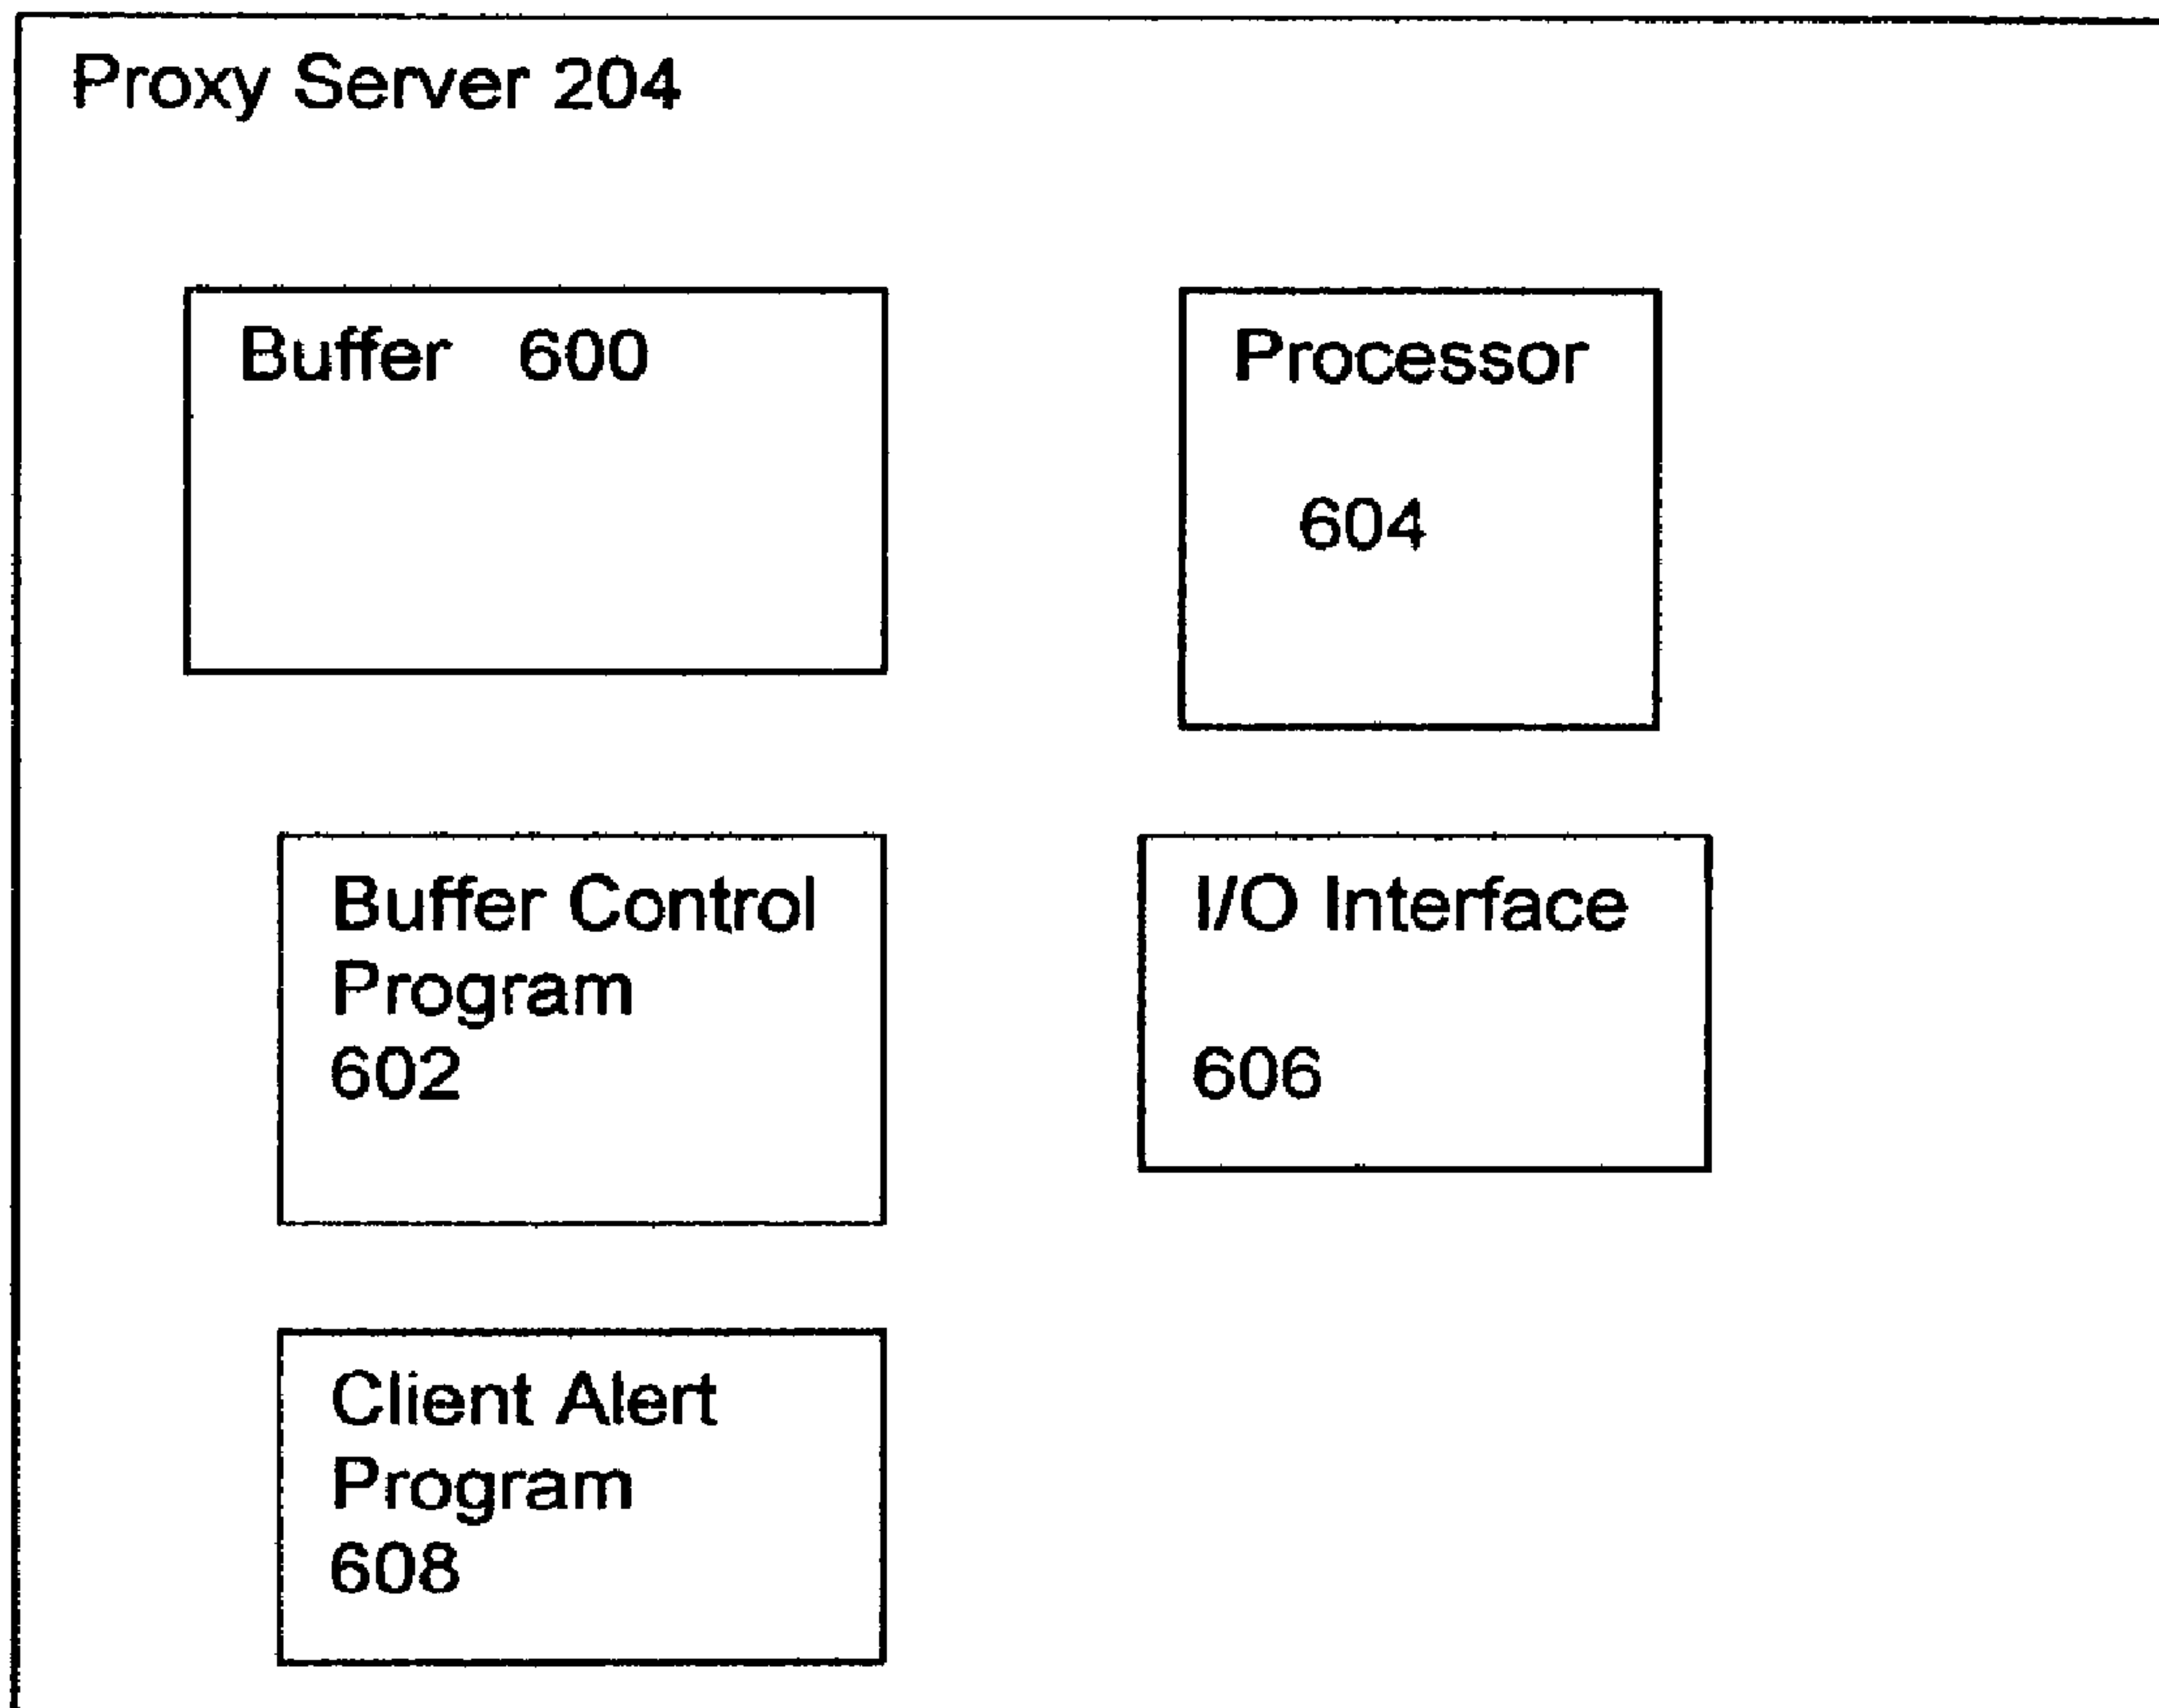 Proxy Server 204
Buffer 600
Processor
604
Buffer Control
Program
602
I/O Interface
606
Client Alert
Program
608